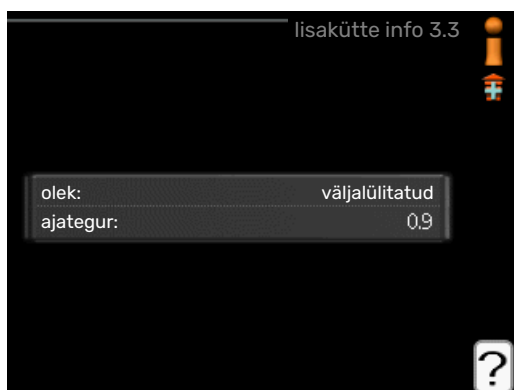 lisakütte info 3.3
olek: väljalülitatud
ajategur: 0.9
?